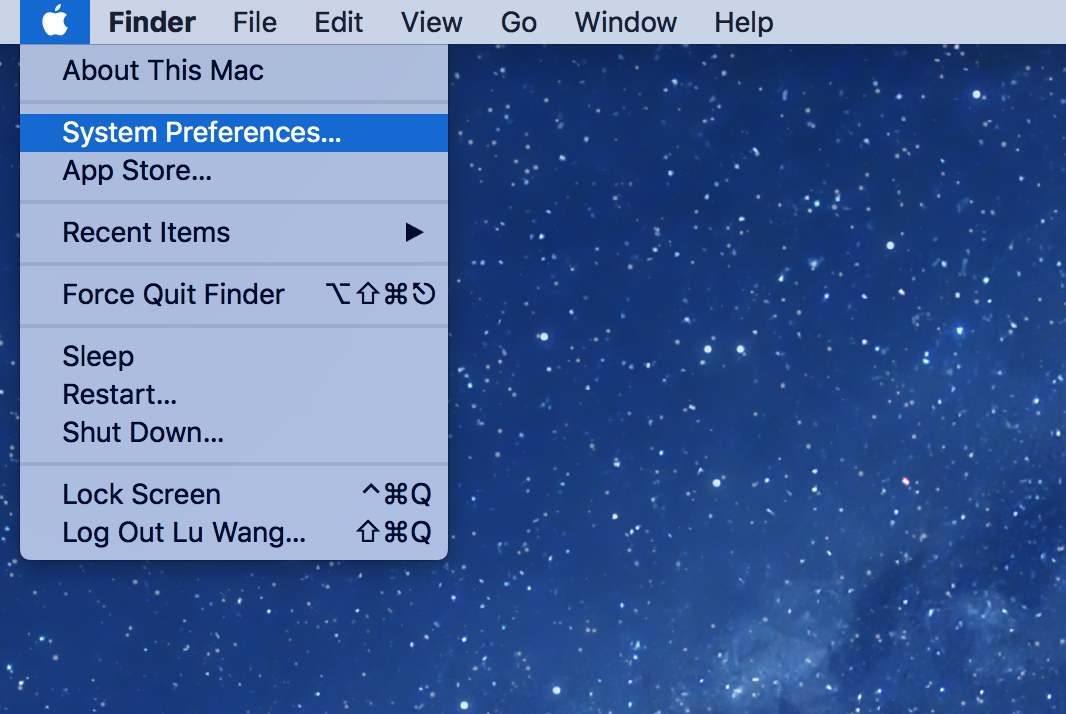 Finder File Edit View Go Window Help
About This Mac
System Preferences...
App Store...
Recent Items ▶
Force Quit Finder ⌥⇧⌘⎋
Sleep
Restart...
Shut Down...
Lock Screen ^⌘Q
Log Out Lu Wang... ⇧⌘Q